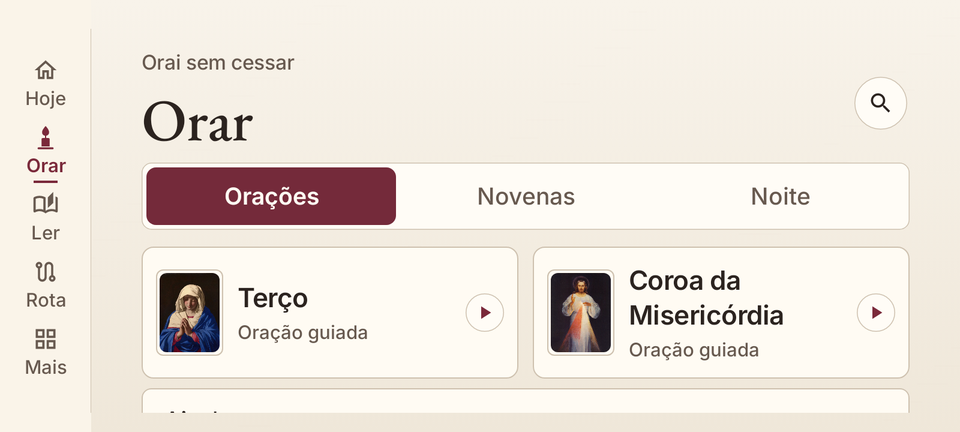 Hoje
Orar
Ler
Rota
Mais
Orai sem cessar
Orar
Orações
Novenas
Noite
Terço
Oração guiada
Coroa da
Misericórdia
Oração guiada